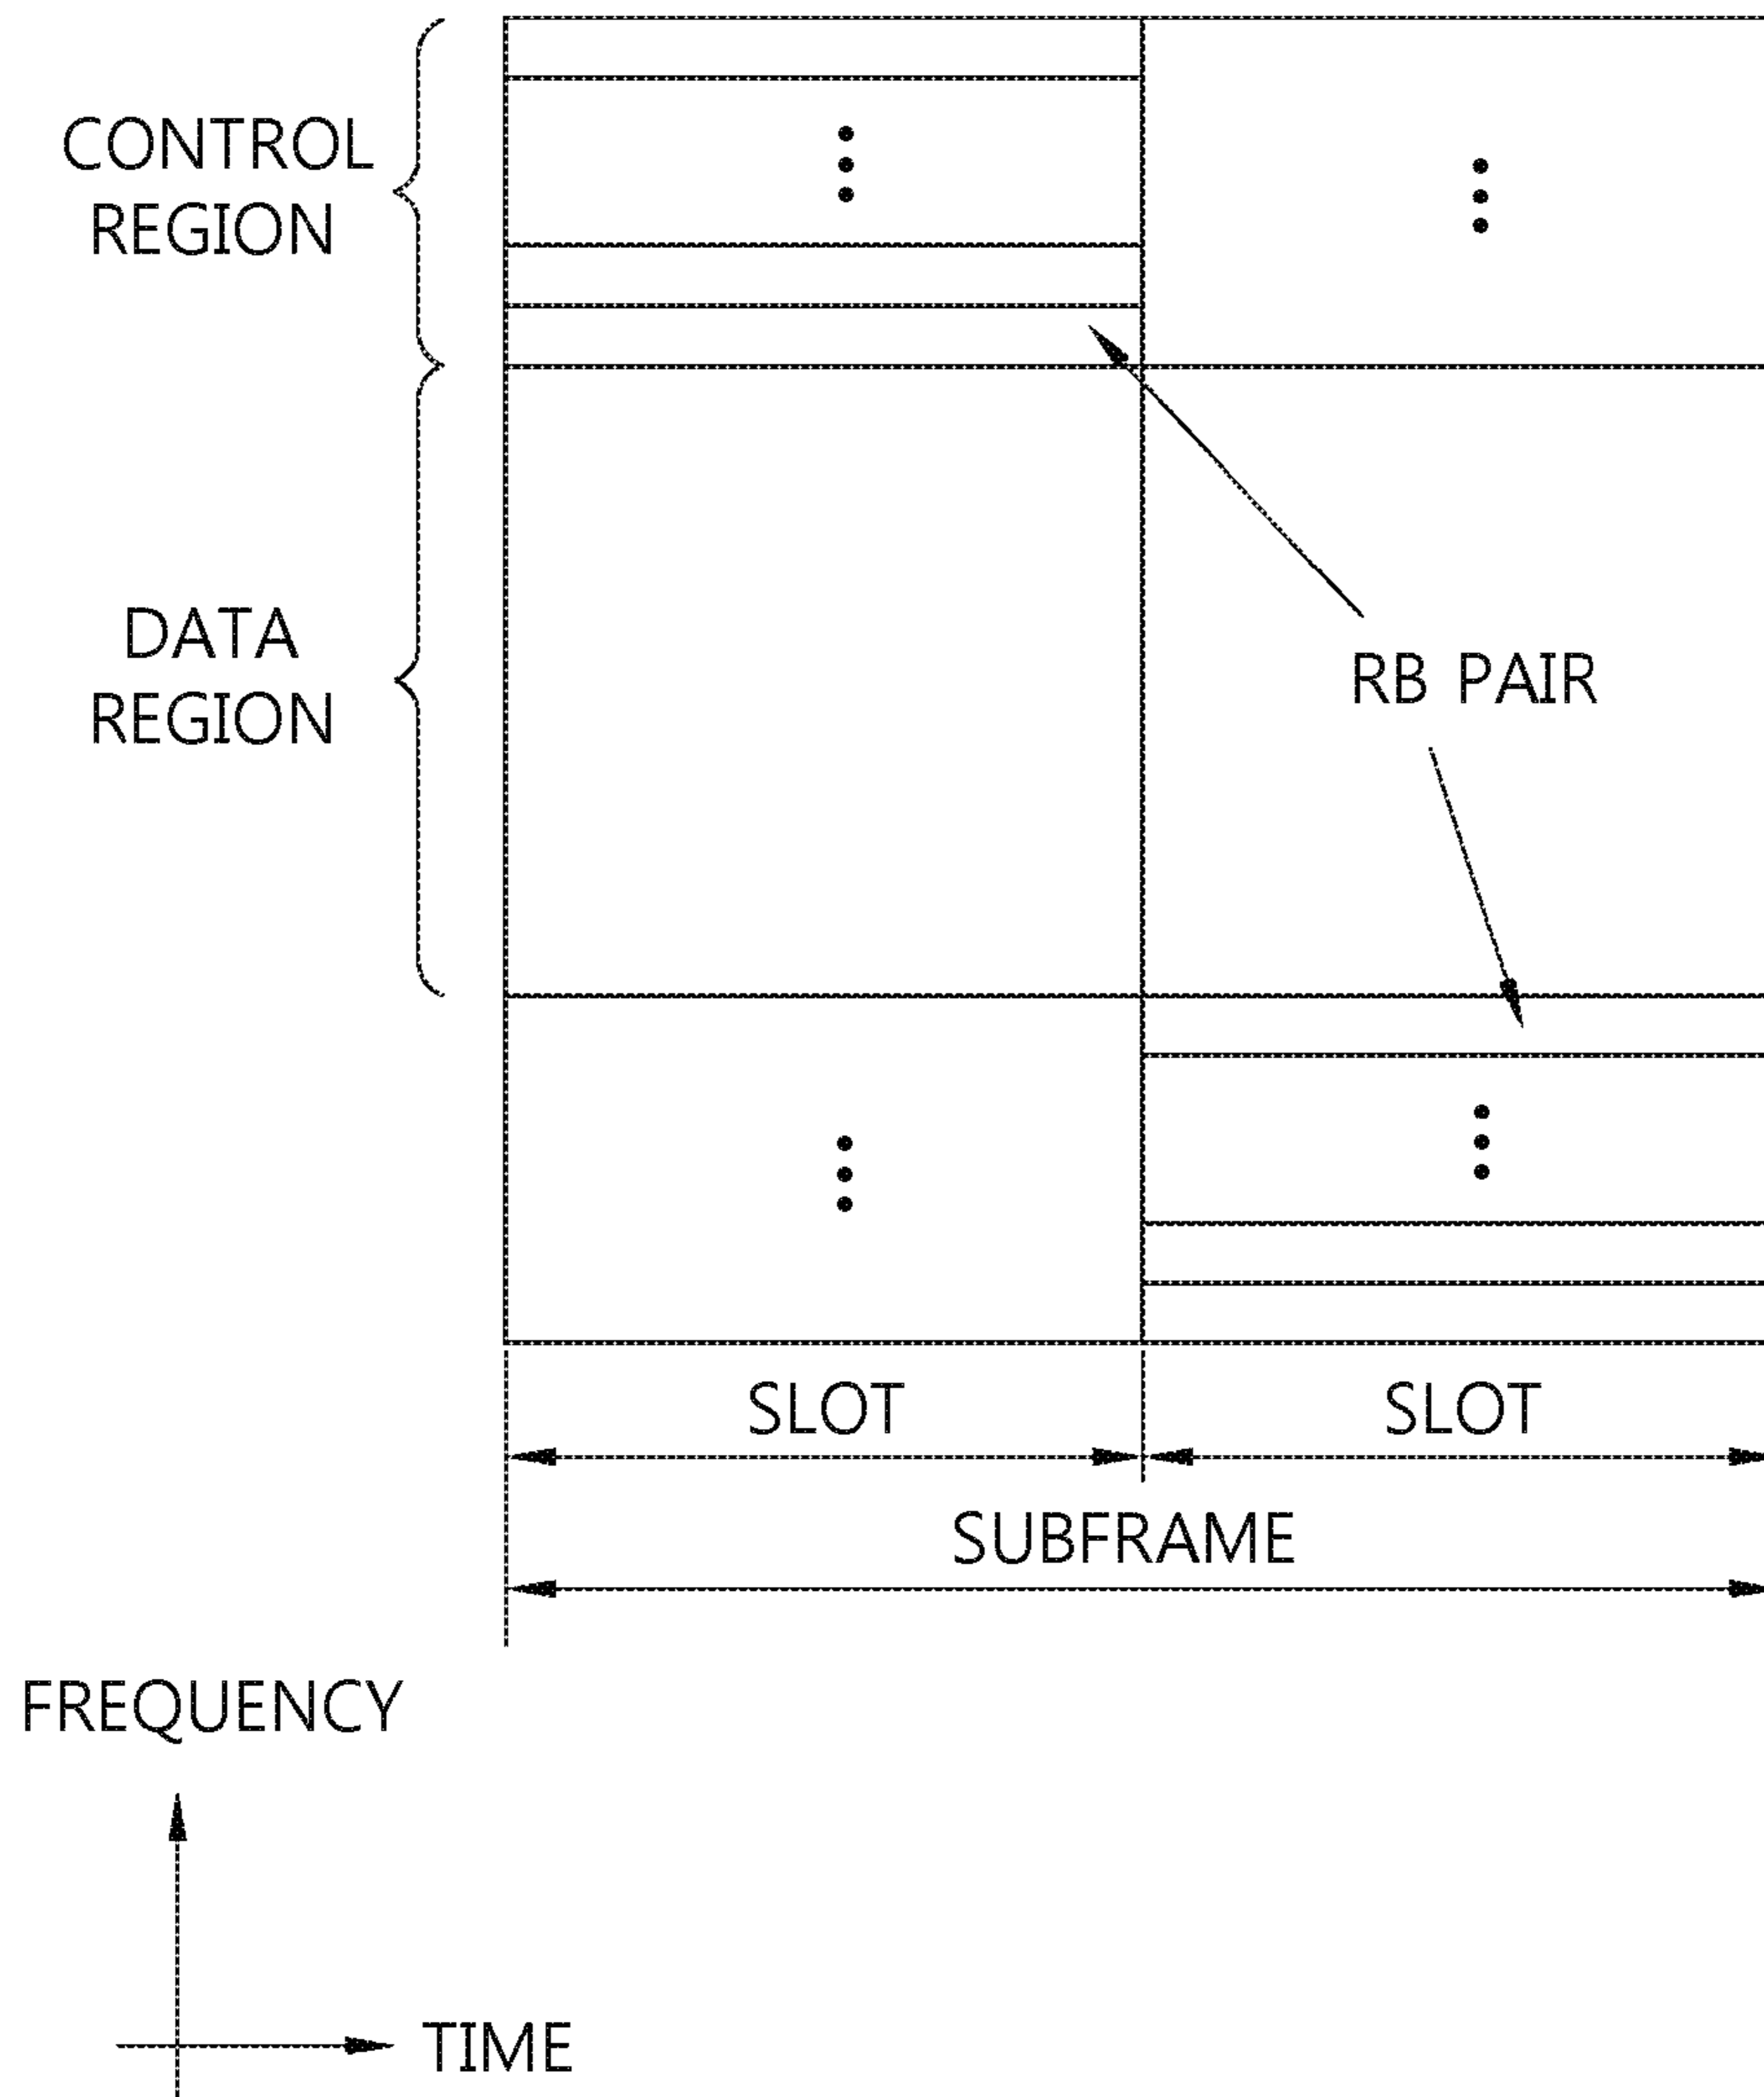 CONTROL
REGION
DATA
REGION
RB PAIR
SLOT
SLOT
SUBFRAME
FREQUENCY
TIME